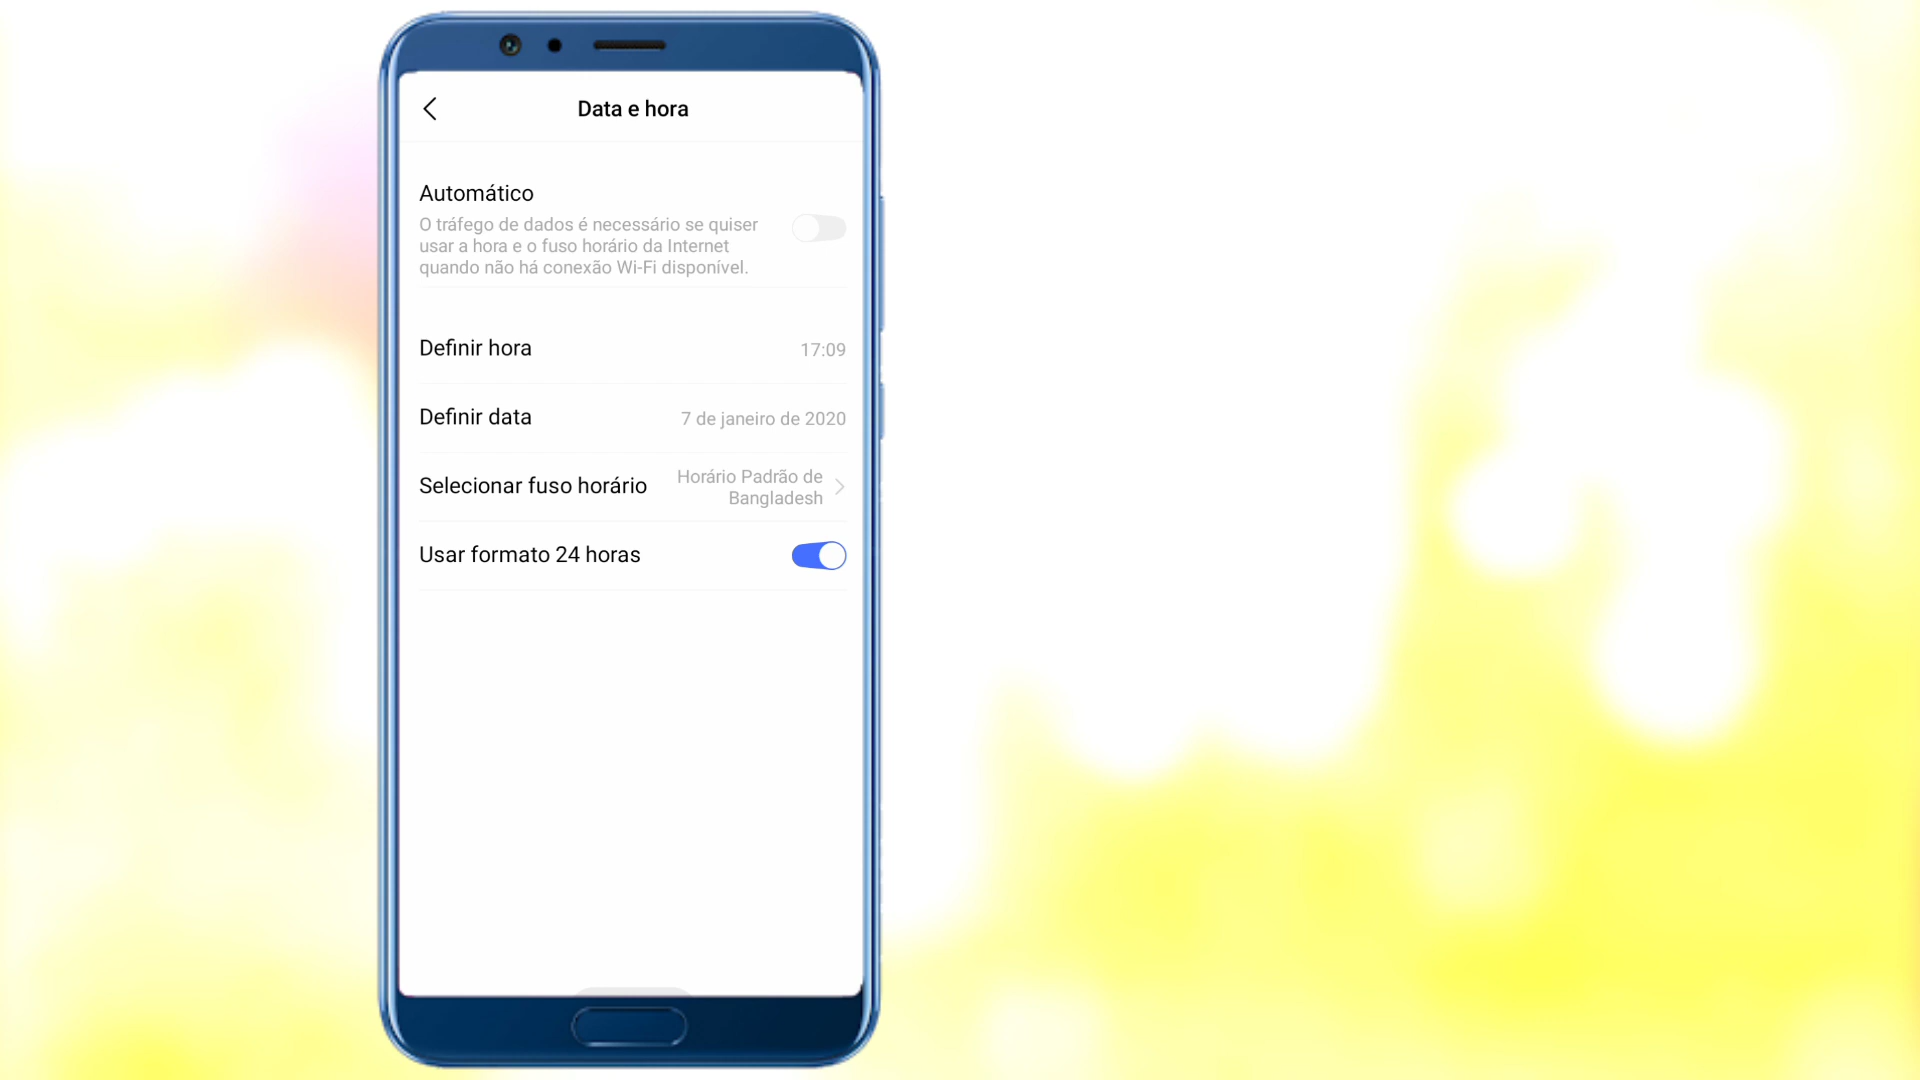 Data e hora
Automático
O tráfego de dados é necessário se quiser
usar a hora e o fuso horário da Internet
quando não há conexão Wi-Fi disponível.
Definir hora 17:09
Definir data 7 de janeiro de 2020
Selecionar fuso horário Horário Padrão de
Bangladesh
Usar formato 24 horas